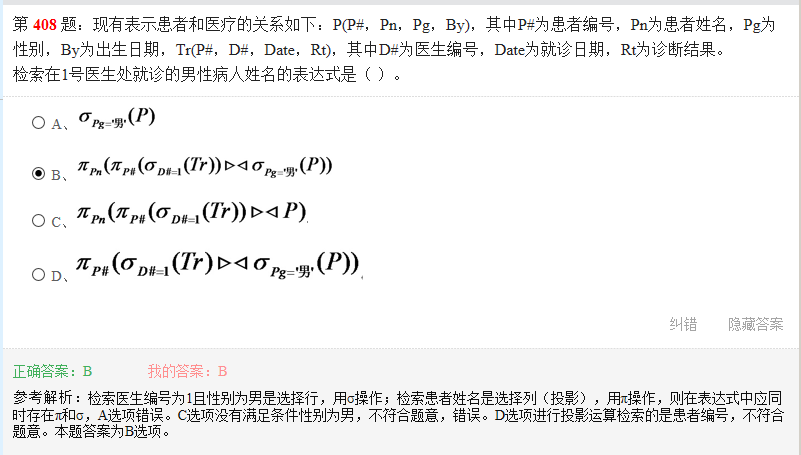 第 408 题：现有表示患者和医疗的关系如下：P(P#，Pn，Pg，By)，其中P#为患者编号，Pn为患者姓名，Pg为
性别，By为出生日期，Tr(P#，D#，Date，Rt)，其中D#为医生编号，Date为就诊日期，Rt为诊断结果。
检索在1号医生处就诊的男性病人姓名的表达式是（ ）。
A、σPg='男'(P)
B、πPn(πP#(σD#=1(Tr))▷◁σPg='男'(P))
C、πPn(πP#(σD#=1(Tr))▷◁P)
D、πP#(σD#=1(Tr)▷◁σPg='男'(P))
纠错 隐藏答案
正确答案：B 我的答案：B
参考解析：检索医生编号为1且性别为男是选择行，用σ操作；检索患者姓名是选择列（投影），用π操作，则在表达式中应同
时存在π和σ，A选项错误。C选项没有满足条件性别为男，不符合题意，错误。D选项进行投影运算检索的是患者编号，不符合
题意。本题答案为B选项。